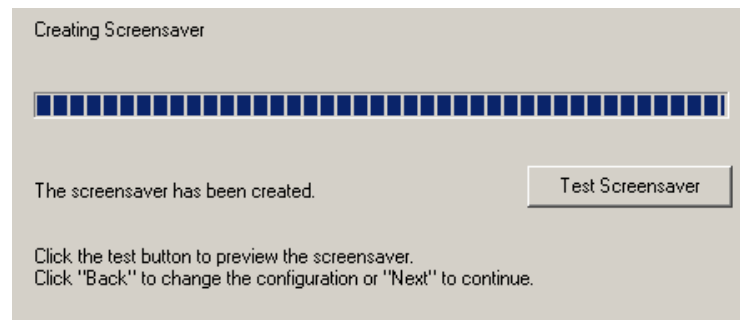 Creating Screensaver
The screensaver has been created.
Test Screensaver
Click the test button to preview the screensaver.
Click "Back" to change the configuration or "Next" to continue.